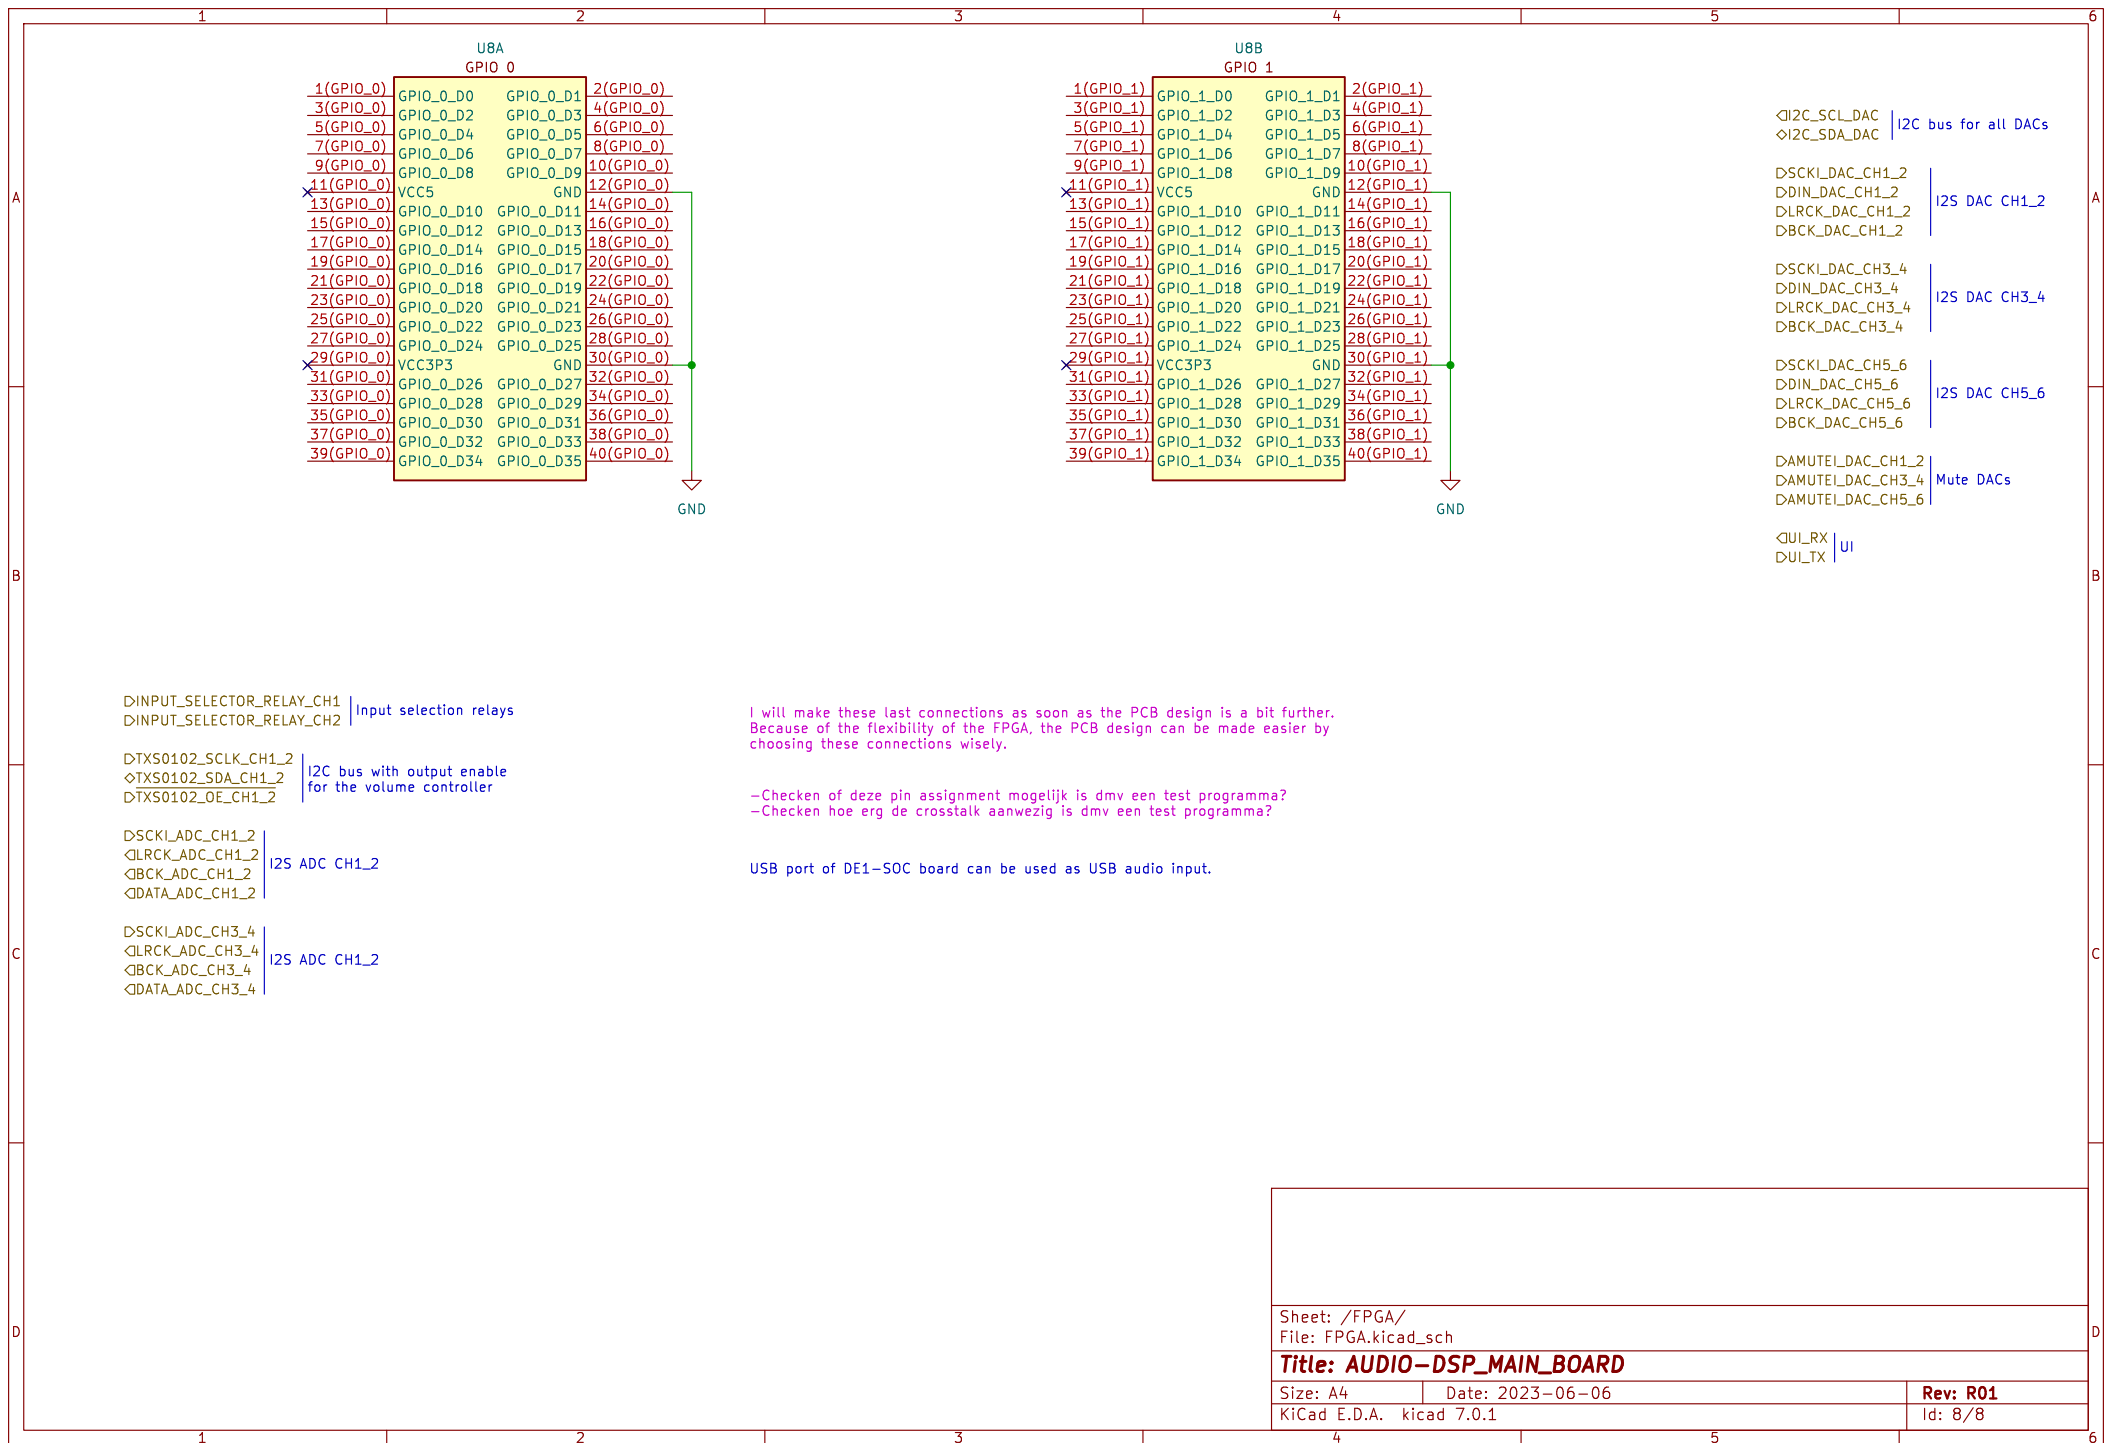 1 2 3 4 5 6
U8A
GPIO 0
1(GPIO_0) GPIO_0_D0 GPIO_0_D1 2(GPIO_0)
3(GPIO_0) GPIO_0_D2 GPIO_0_D3 4(GPIO_0)
5(GPIO_0) GPIO_0_D4 GPIO_0_D5 6(GPIO_0)
7(GPIO_0) GPIO_0_D6 GPIO_0_D7 8(GPIO_0)
9(GPIO_0) GPIO_0_D8 GPIO_0_D9 10(GPIO_0)
11(GPIO_0) VCC5 GND 12(GPIO_0)
13(GPIO_0) GPIO_0_D10 GPIO_0_D11 14(GPIO_0)
15(GPIO_0) GPIO_0_D12 GPIO_0_D13 16(GPIO_0)
17(GPIO_0) GPIO_0_D14 GPIO_0_D15 18(GPIO_0)
19(GPIO_0) GPIO_0_D16 GPIO_0_D17 20(GPIO_0)
21(GPIO_0) GPIO_0_D18 GPIO_0_D19 22(GPIO_0)
23(GPIO_0) GPIO_0_D20 GPIO_0_D21 24(GPIO_0)
25(GPIO_0) GPIO_0_D22 GPIO_0_D23 26(GPIO_0)
27(GPIO_0) GPIO_0_D24 GPIO_0_D25 28(GPIO_0)
29(GPIO_0) VCC3P3 GND 30(GPIO_0)
31(GPIO_0) GPIO_0_D26 GPIO_0_D27 32(GPIO_0)
33(GPIO_0) GPIO_0_D28 GPIO_0_D29 34(GPIO_0)
35(GPIO_0) GPIO_0_D30 GPIO_0_D31 36(GPIO_0)
37(GPIO_0) GPIO_0_D32 GPIO_0_D33 38(GPIO_0)
39(GPIO_0) GPIO_0_D34 GPIO_0_D35 40(GPIO_0)
GND
U8B
GPIO 1
1(GPIO_1) GPIO_1_D0 GPIO_1_D1 2(GPIO_1)
3(GPIO_1) GPIO_1_D2 GPIO_1_D3 4(GPIO_1)
5(GPIO_1) GPIO_1_D4 GPIO_1_D5 6(GPIO_1)
7(GPIO_1) GPIO_1_D6 GPIO_1_D7 8(GPIO_1)
9(GPIO_1) GPIO_1_D8 GPIO_1_D9 10(GPIO_1)
11(GPIO_1) VCC5 GND 12(GPIO_1)
13(GPIO_1) GPIO_1_D10 GPIO_1_D11 14(GPIO_1)
15(GPIO_1) GPIO_1_D12 GPIO_1_D13 16(GPIO_1)
17(GPIO_1) GPIO_1_D14 GPIO_1_D15 18(GPIO_1)
19(GPIO_1) GPIO_1_D16 GPIO_1_D17 20(GPIO_1)
21(GPIO_1) GPIO_1_D18 GPIO_1_D19 22(GPIO_1)
23(GPIO_1) GPIO_1_D20 GPIO_1_D21 24(GPIO_1)
25(GPIO_1) GPIO_1_D22 GPIO_1_D23 26(GPIO_1)
27(GPIO_1) GPIO_1_D24 GPIO_1_D25 28(GPIO_1)
29(GPIO_1) VCC3P3 GND 30(GPIO_1)
31(GPIO_1) GPIO_1_D26 GPIO_1_D27 32(GPIO_1)
33(GPIO_1) GPIO_1_D28 GPIO_1_D29 34(GPIO_1)
35(GPIO_1) GPIO_1_D30 GPIO_1_D31 36(GPIO_1)
37(GPIO_1) GPIO_1_D32 GPIO_1_D33 38(GPIO_1)
39(GPIO_1) GPIO_1_D34 GPIO_1_D35 40(GPIO_1)
GND
I2C_SCL_DAC
I2C_SDA_DAC
I2C bus for all DACs
SCKI_DAC_CH1_2
DIN_DAC_CH1_2
LRCK_DAC_CH1_2
BCK_DAC_CH1_2
I2S DAC CH1_2
SCKI_DAC_CH3_4
DIN_DAC_CH3_4
LRCK_DAC_CH3_4
BCK_DAC_CH3_4
I2S DAC CH3_4
SCKI_DAC_CH5_6
DIN_DAC_CH5_6
LRCK_DAC_CH5_6
BCK_DAC_CH5_6
I2S DAC CH5_6
AMUTEI_DAC_CH1_2
AMUTEI_DAC_CH3_4
AMUTEI_DAC_CH5_6
Mute DACs
UI_RX
UI_TX
UI
A A
B B
C C
D D
INPUT_SELECTOR_RELAY_CH1
INPUT_SELECTOR_RELAY_CH2
Input selection relays
TXS0102_SCLK_CH1_2
TXS0102_SDA_CH1_2
TXS0102_OE_CH1_2
I2C bus with output enable
for the volume controller
SCKI_ADC_CH1_2
LRCK_ADC_CH1_2
BCK_ADC_CH1_2
DATA_ADC_CH1_2
I2S ADC CH1_2
SCKI_ADC_CH3_4
LRCK_ADC_CH3_4
BCK_ADC_CH3_4
DATA_ADC_CH3_4
I2S ADC CH1_2
I will make these last connections as soon as the PCB design is a bit further.
Because of the flexibility of the FPGA, the PCB design can be made easier by
choosing these connections wisely.
-Checken of deze pin assignment mogelijk is dmv een test programma?
-Checken hoe erg de crosstalk aanwezig is dmv een test programma?
USB port of DE1-SOC board can be used as USB audio input.
Sheet: /FPGA/
File: FPGA.kicad_sch
Title: AUDIO-DSP_MAIN_BOARD
Size: A4 Date: 2023-06-06 Rev: R01
KiCad E.D.A. kicad 7.0.1 Id: 8/8
1 2 3 4 5 6